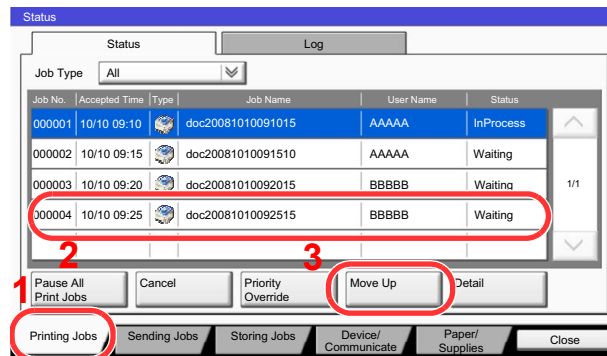 Status
Status Log
Job Type All
Job No. Accepted Time Type Job Name User Name Status
000001 10/10 09:10 doc20081010091015 AAAAA InProcess
000002 10/10 09:15 doc20081010091510 AAAAA Waiting
000003 10/10 09:20 doc20081010092015 BBBBB Waiting 1/1
000004 10/10 09:25 doc20081010092515 BBBBB Waiting
2 3
1
Pause All
Print Jobs
Cancel
Priority
Override
Move Up
Detail
Printing Jobs
Sending Jobs
Storing Jobs
Device/
Communicate
Paper/
Supplies
Close